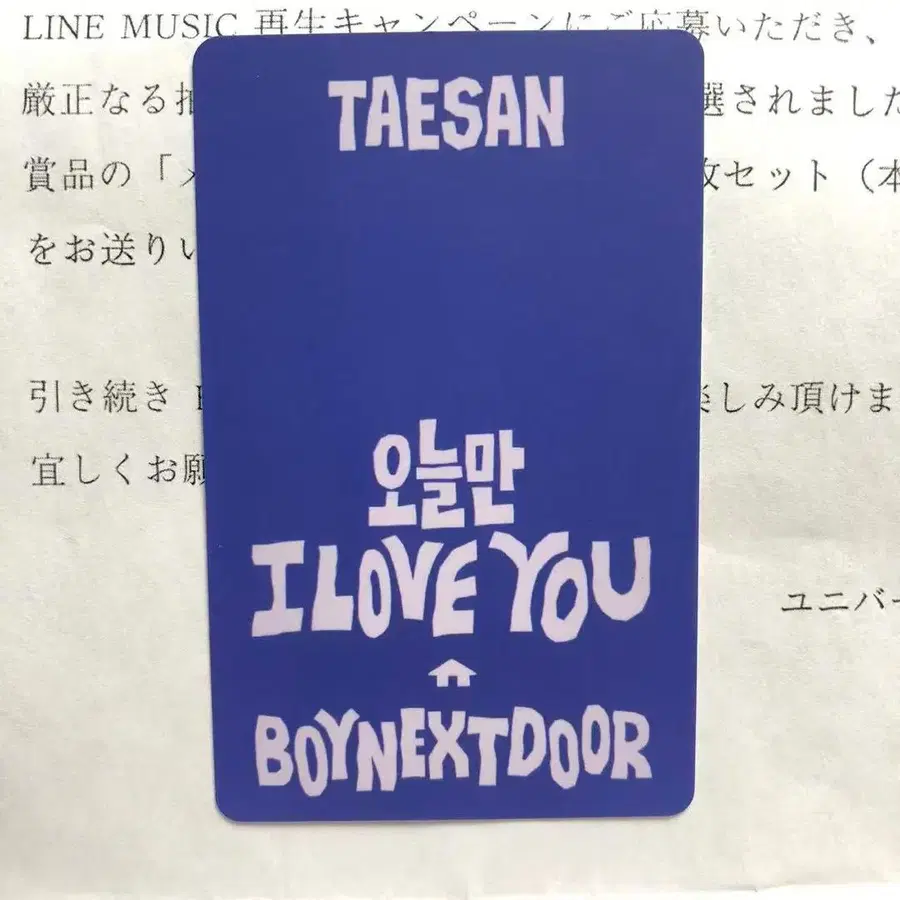 LINE MUSIC 再生キャンペーンにご応募いただき、
厳正なる 選されました
賞品の「 セット（本
をお送りい
引き続き しみ頂けま
宜しくお願
ユニバー
TAESAN
오늘만
I LOVE YOU
BOYNEXTDOOR